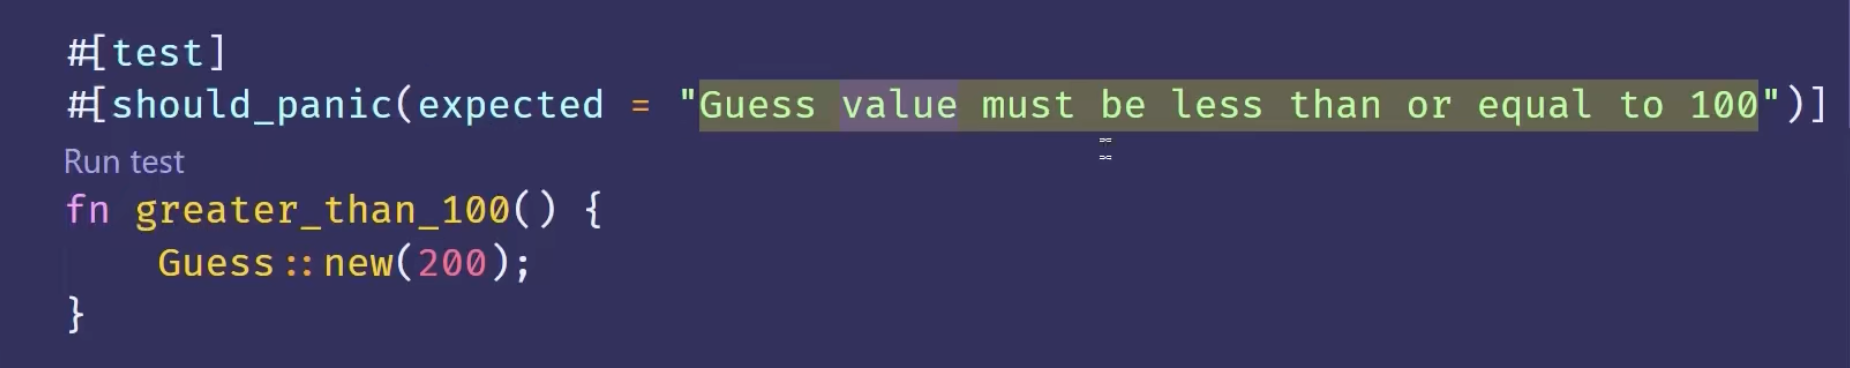 #[test]
#[should_panic(expected = "Guess value must be less than or equal to 100")]
Run test
fn greater_than_100() {
    Guess::new(200);
}